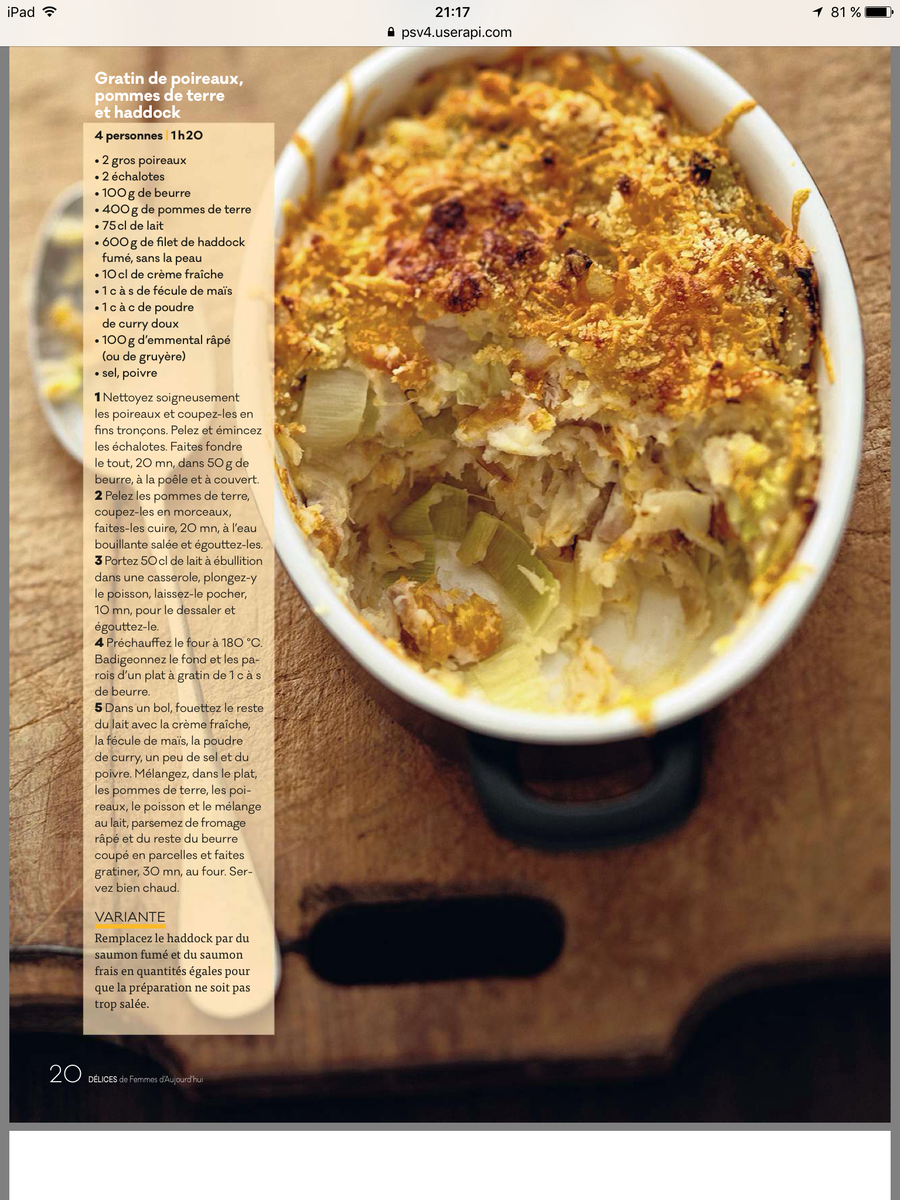 iPad 21:17 81 %
psv4.userapi.com
Gratin de poireaux,
pommes de terre
et haddock
4 personnes | 1 h 20
• 2 gros poireaux
• 2 échalotes
• 100 g de beurre
• 400 g de pommes de terre
• 75 cl de lait
• 600 g de filet de haddock
fumé, sans la peau
• 10 cl de crème fraîche
• 1 c à s de fécule de maïs
• 1 c à c de poudre
de curry doux
• 100 g d'emmental râpé
(ou de gruyère)
• sel, poivre
1 Nettoyez soigneusement
les poireaux et coupez-les en
fins tronçons. Pelez et émincez
les échalotes. Faites fondre
le tout, 20 mn, dans 50 g de
beurre, à la poêle et à couvert.
2 Pelez les pommes de terre,
coupez-les en morceaux,
faites-les cuire, 20 mn, à l'eau
bouillante salée et égouttez-les.
3 Portez 50 cl de lait à ébullition
dans une casserole, plongez-y
le poisson, laissez-le pocher,
10 mn, pour le dessaler et
égouttez-le.
4 Préchauffez le four à 180 °C.
Badigeonnez le fond et les pa-
rois d'un plat à gratin de 1 c à s
de beurre.
5 Dans un bol, fouettez le reste
du lait avec la crème fraîche,
la fécule de maïs, la poudre
de curry, un peu de sel et du
poivre. Mélangez, dans le plat,
les pommes de terre, les poi-
reaux, le poisson et le mélange
au lait, parsemez de fromage
râpé et du reste du beurre
coupé en parcelles et faites
gratiner, 30 mn, au four. Ser-
vez bien chaud.
VARIANTE
Remplacez le haddock par du
saumon fumé et du saumon
frais en quantités égales pour
que la préparation ne soit pas
trop salée.
20 DÉLICES de Femmes d'Aujourd'hui